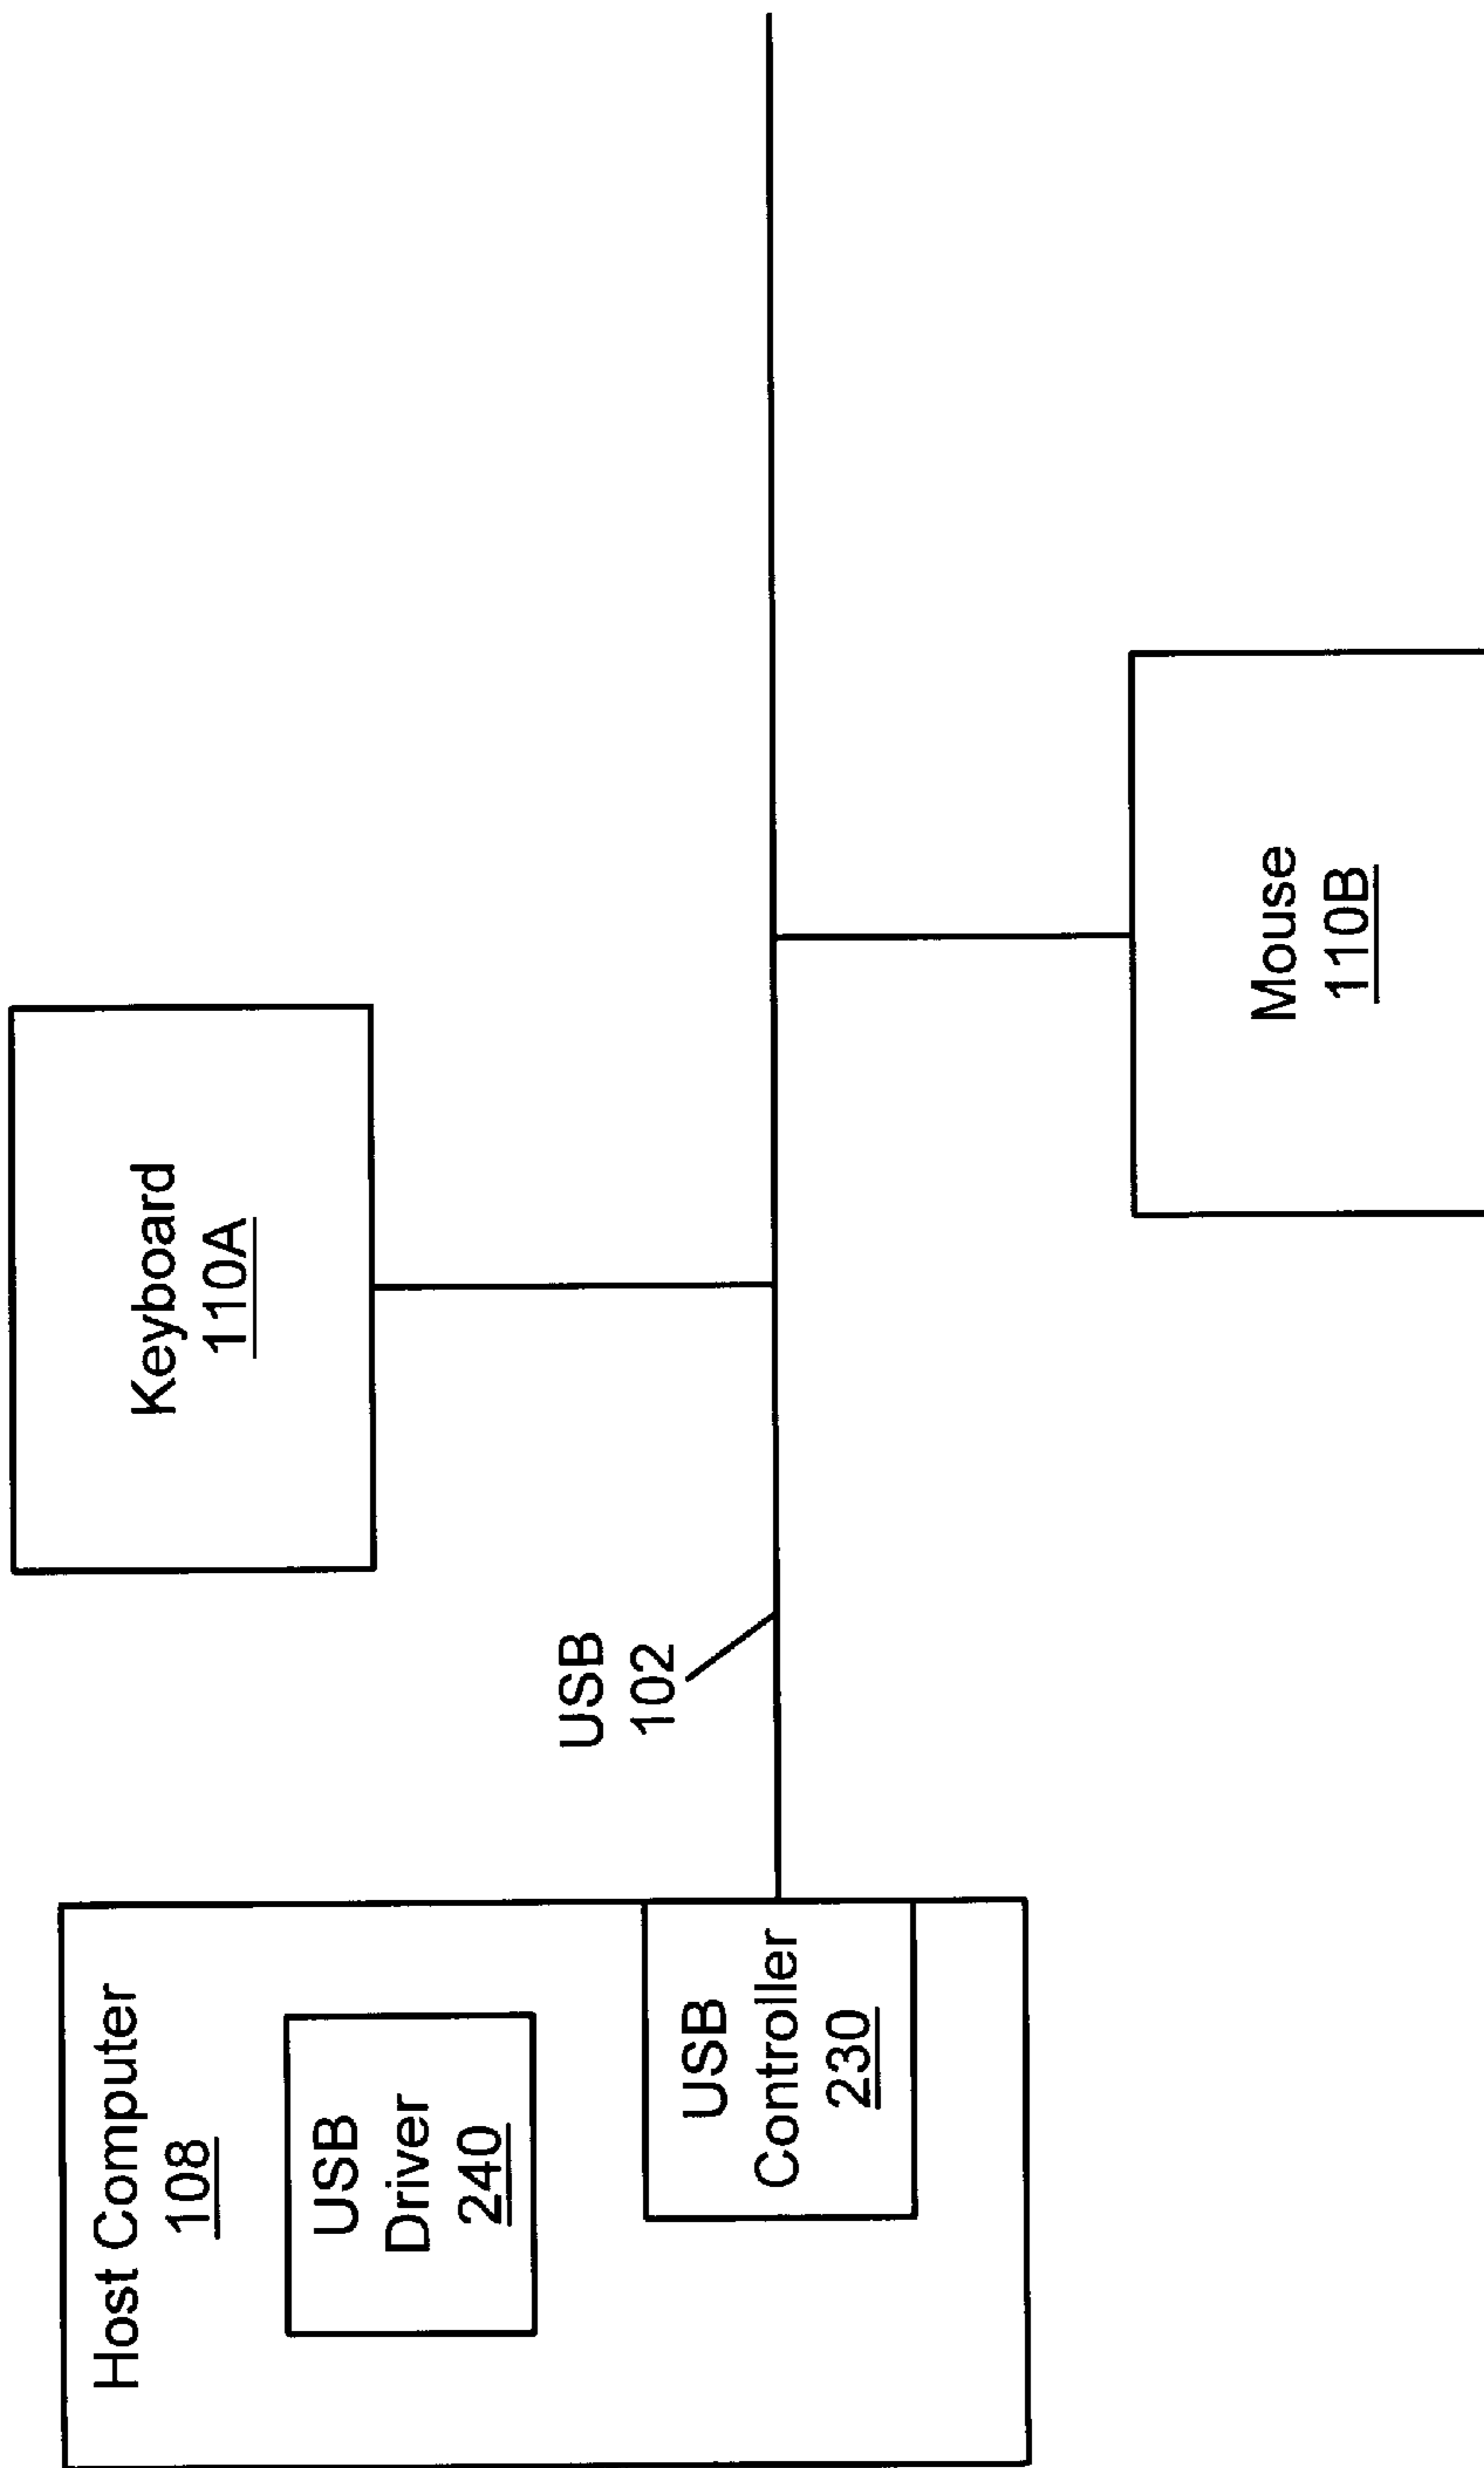 Host Computer
108
USB
Driver
240
USB
Controller
230
USB
102
Keyboard
110A
Mouse
110B